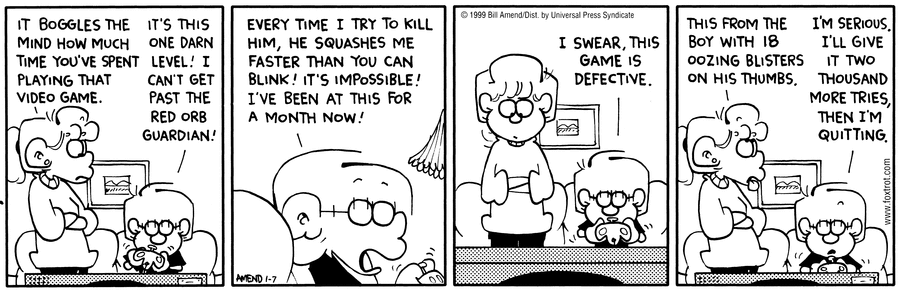 IT BOGGLES THE
MIND HOW MUCH
TIME YOU'VE SPENT
PLAYING THAT
VIDEO GAME.
IT'S THIS
ONE DARN
LEVEL! I
CAN'T GET
PAST THE
RED ORB
GUARDIAN!
EVERY TIME I TRY TO KILL
HIM, HE SQUASHES ME
FASTER THAN YOU CAN
BLINK! IT'S IMPOSSIBLE!
I'VE BEEN AT THIS FOR
A MONTH NOW!
AMEND 1-7
© 1999 Bill Amend/Dist. by Universal Press Syndicate
I SWEAR, THIS
GAME IS
DEFECTIVE.
THIS FROM THE
BOY WITH 18
OOZING BLISTERS
ON HIS THUMBS.
I'M SERIOUS.
I'LL GIVE
IT TWO
THOUSAND
MORE TRIES,
THEN I'M
QUITTING.
www.foxtrot.com